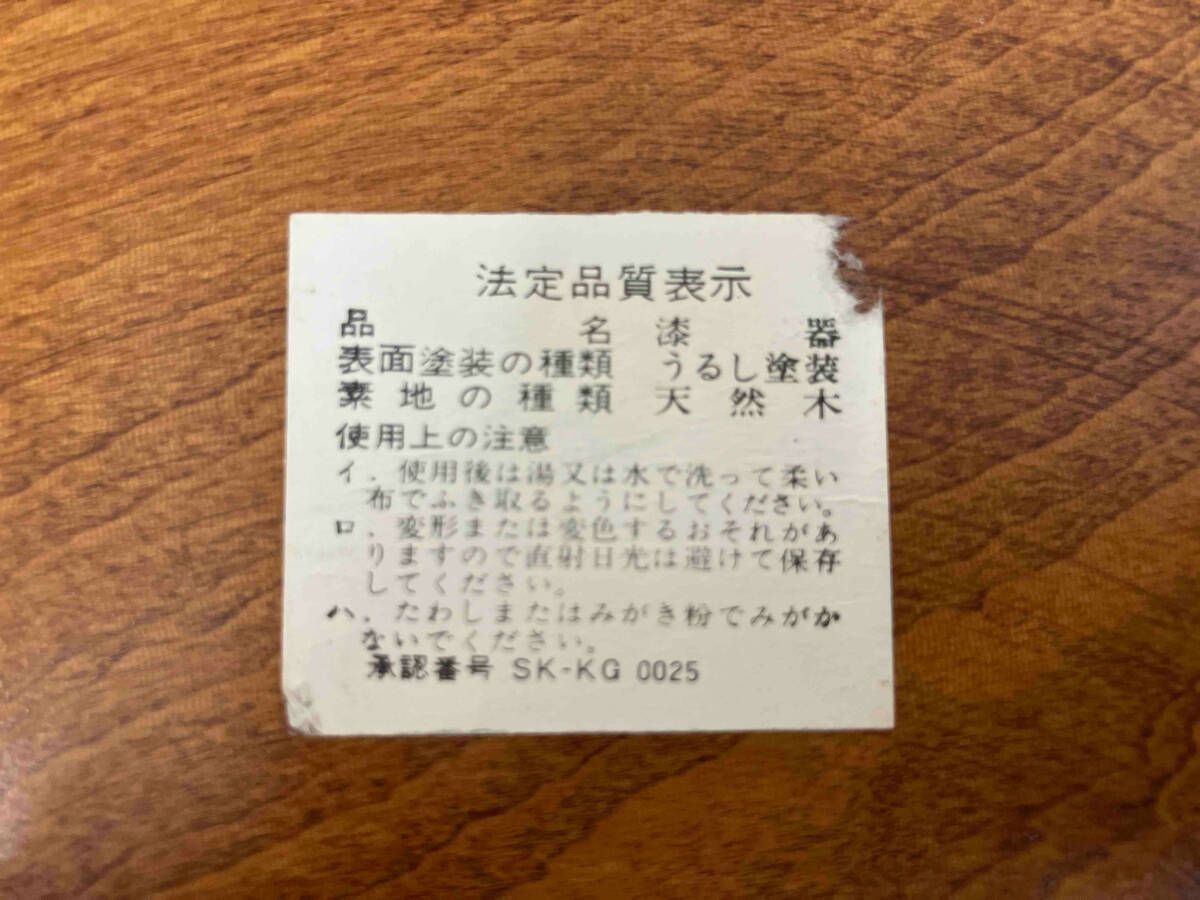 法定品質表示
品名 漆器
表面塗装の種類 うるし塗装
素地の種類 天然木
使用上の注意
イ．使用後は湯又は水で洗って柔い
布でふき取るようにしてください。
ロ．変形または変色するおそれがあ
りますので直射日光は避けて保存
してください。
ハ．たわしまたはみがき粉でみがか
ないでください。
承認番号 SK-KG 0025